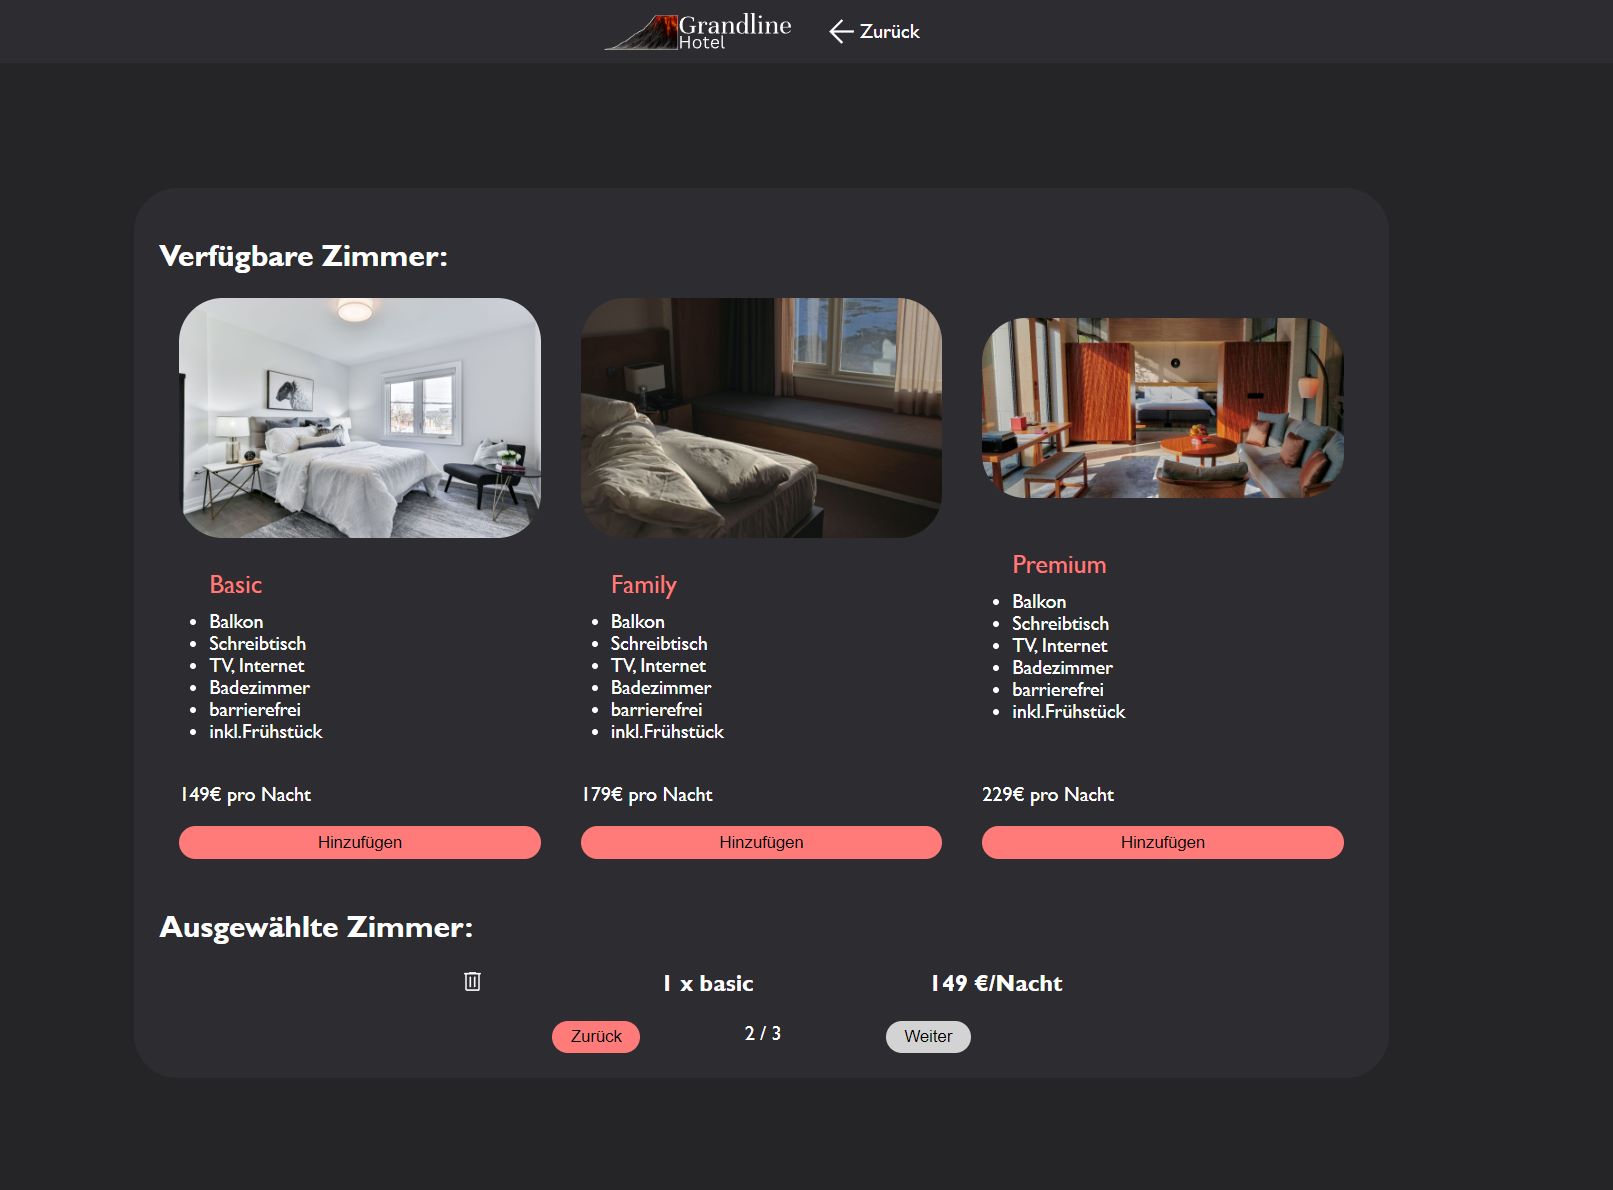 Grandline
Hotel
Zurück
Verfügbare Zimmer:
Basic
Balkon
Schreibtisch
TV, Internet
Badezimmer
barrierefrei
inkl.Frühstück
149€ pro Nacht
Hinzufügen
Family
Balkon
Schreibtisch
TV, Internet
Badezimmer
barrierefrei
inkl.Frühstück
179€ pro Nacht
Hinzufügen
Premium
Balkon
Schreibtisch
TV, Internet
Badezimmer
barrierefrei
inkl.Frühstück
229€ pro Nacht
Hinzufügen
Ausgewählte Zimmer:
1 x basic 149 €/Nacht
Zurück 2 / 3 Weiter